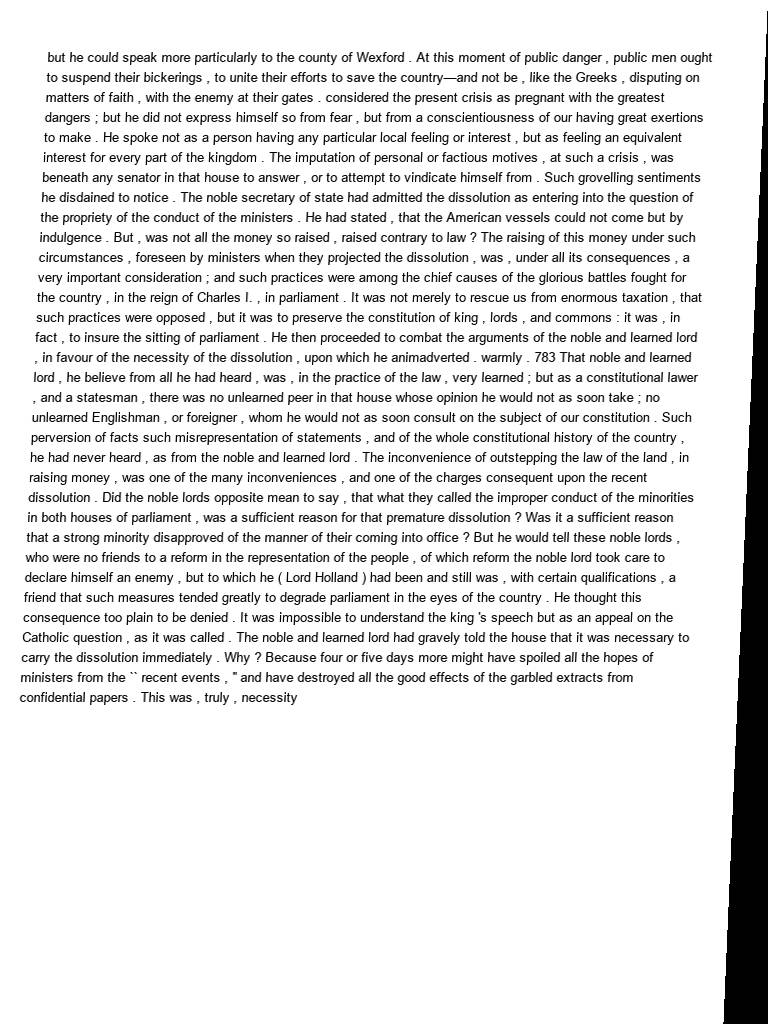 but he could speak more particularly to the county of Wexford . At this moment of public danger , public men ought
to suspend their bickerings , to unite their efforts to save the country—and not be , like the Greeks , disputing on
matters of faith , with the enemy at their gates . considered the present crisis as pregnant with the greatest
dangers ; but he did not express himself so from fear , but from a conscientiousness of our having great exertions
to make . He spoke not as a person having any particular local feeling or interest , but as feeling an equivalent
interest for every part of the kingdom . The imputation of personal or factious motives , at such a crisis , was
beneath any senator in that house to answer , or to attempt to vindicate himself from . Such grovelling sentiments
he disdained to notice . The noble secretary of state had admitted the dissolution as entering into the question of
the propriety of the conduct of the ministers . He had stated , that the American vessels could not come but by
indulgence . But , was not all the money so raised , raised contrary to law ? The raising of this money under such
circumstances , foreseen by ministers when they projected the dissolution , was , under all its consequences , a
very important consideration ; and such practices were among the chief causes of the glorious battles fought for
the country , in the reign of Charles I. , in parliament . It was not merely to rescue us from enormous taxation , that
such practices were opposed , but it was to preserve the constitution of king , lords , and commons : it was , in
fact , to insure the sitting of parliament . He then proceeded to combat the arguments of the noble and learned lord
, in favour of the necessity of the dissolution , upon which he animadverted . warmly . 783 That noble and learned
lord , he believe from all he had heard , was , in the practice of the law , very learned ; but as a constitutional lawer
, and a statesman , there was no unlearned peer in that house whose opinion he would not as soon take ; no
unlearned Englishman , or foreigner , whom he would not as soon consult on the subject of our constitution . Such
perversion of facts such misrepresentation of statements , and of the whole constitutional history of the country ,
he had never heard , as from the noble and learned lord . The inconvenience of outstepping the law of the land , in
raising money , was one of the many inconveniences , and one of the charges consequent upon the recent
dissolution . Did the noble lords opposite mean to say , that what they called the improper conduct of the minorities
in both houses of parliament , was a sufficient reason for that premature dissolution ? Was it a sufficient reason
that a strong minority disapproved of the manner of their coming into office ? But he would tell these noble lords ,
who were no friends to a reform in the representation of the people , of which reform the noble lord took care to
declare himself an enemy , but to which he ( Lord Holland ) had been and still was , with certain qualifications , a
friend that such measures tended greatly to degrade parliament in the eyes of the country . He thought this
consequence too plain to be denied . It was impossible to understand the king 's speech but as an appeal on the
Catholic question , as it was called . The noble and learned lord had gravely told the house that it was necessary to
carry the dissolution immediately . Why ? Because four or five days more might have spoiled all the hopes of
ministers from the `` recent events , '' and have destroyed all the good effects of the garbled extracts from
confidential papers . This was , truly , necessity